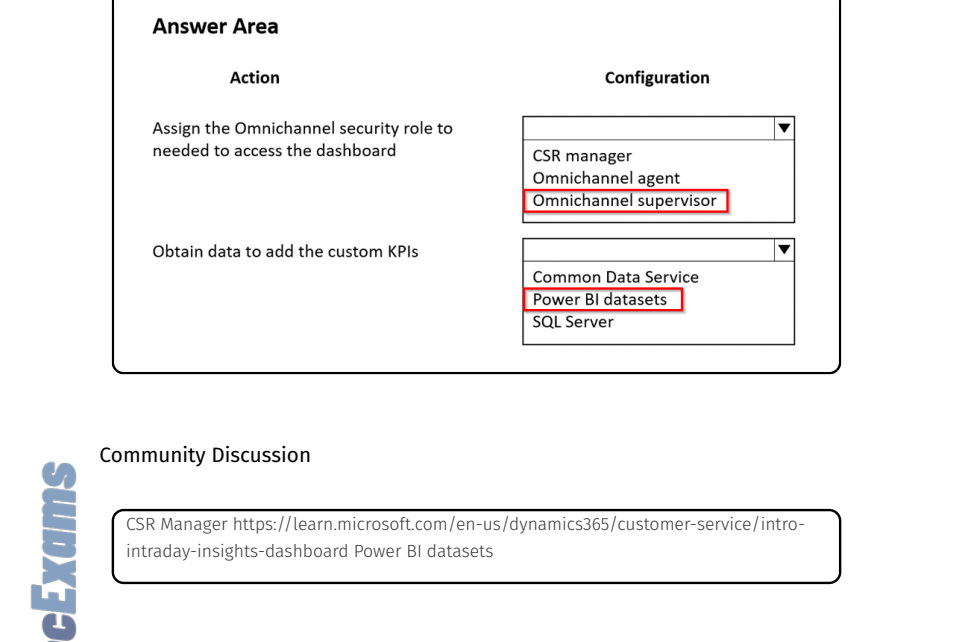 Answer Area
Action
Configuration
Assign the Omnichannel security role to
needed to access the dashboard
CSR manager
Omnichannel agent
Omnichannel supervisor
Obtain data to add the custom KPIs
Common Data Service
Power BI datasets
SQL Server
Community Discussion
CSR Manager https://learn.microsoft.com/en-us/dynamics365/customer-service/intro-
intraday-insights-dashboard Power BI datasets
cExams